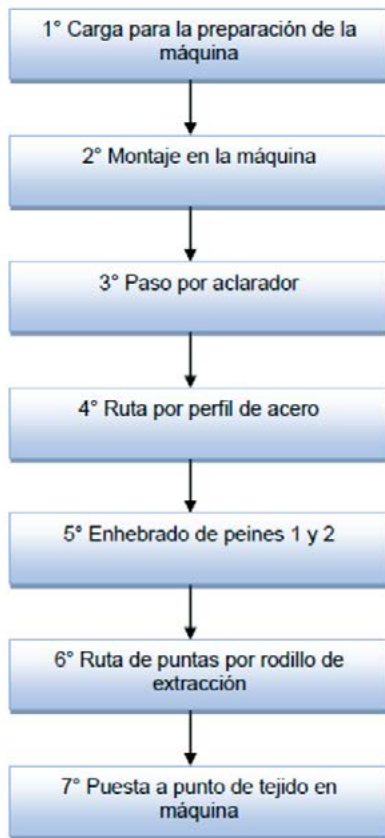 1° Carga para la preparación de la
máquina
2° Montaje en la máquina
3° Paso por aclarador
4° Ruta por perfil de acero
5° Enhebrado de peines 1 y 2
6° Ruta de puntas por rodillo de
extracción
7° Puesta a punto de tejido en
máquina